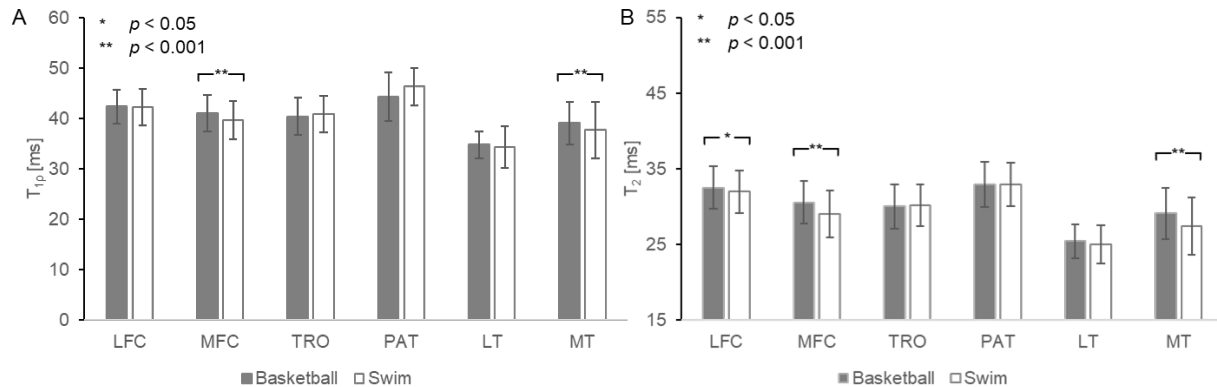 A
T1ρ [ms]
60
50
40
30
20
10
0
* p < 0.05
** p < 0.001
**
**
LFC MFC TRO PAT LT MT
Basketball Swim
B
T2 [ms]
55
45
35
25
15
* p < 0.05
** p < 0.001
*
**
**
LFC MFC TRO PAT LT MT
Basketball Swim